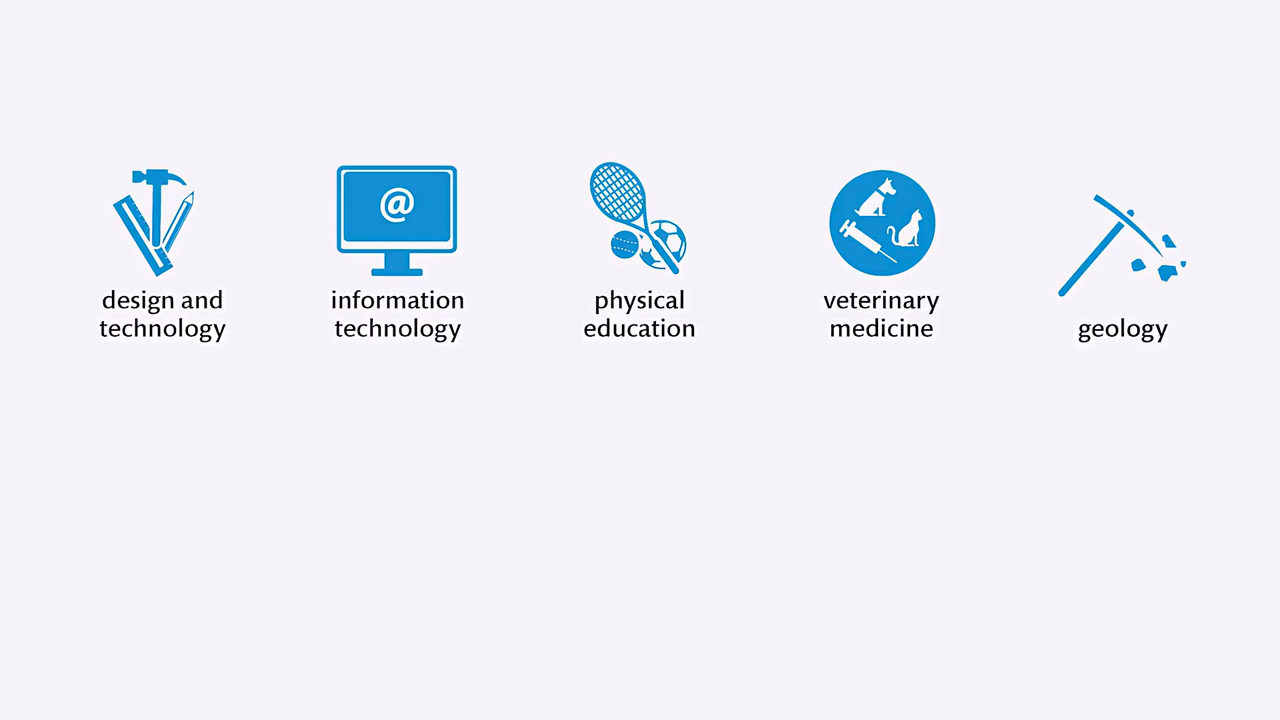 @
design and
technology
information
technology
physical
education
veterinary
medicine
geology